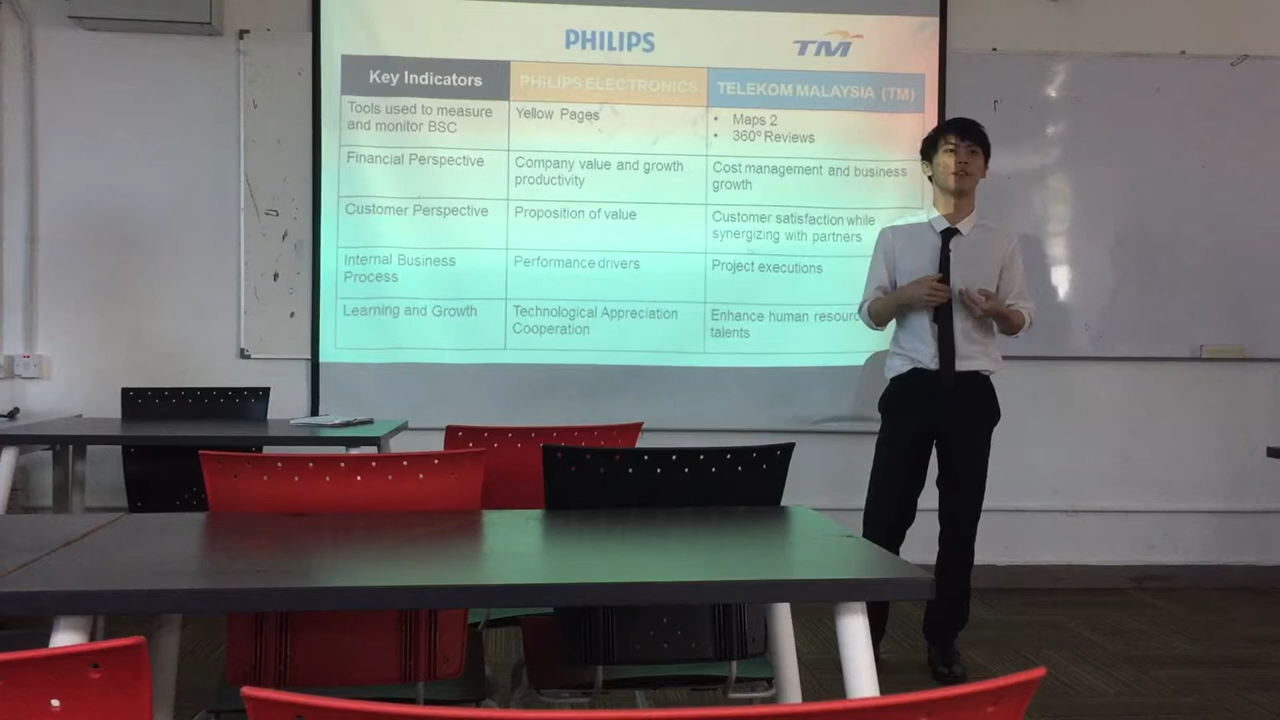 PHILIPS
TM
Key Indicators
PHILIPS ELECTRONICS
TELEKOM MALAYSIA (TM)
Tools used to measure
and monitor BSC
Yellow Pages
• Maps 2
• 360º Reviews
Financial Perspective
Company value and growth
productivity
Cost management and business
growth
Customer Perspective
Proposition of value
Customer satisfaction while
synergizing with partners
Internal Business
Process
Performance drivers
Project executions
Learning and Growth
Technological Appreciation
Cooperation
Enhance human
talents